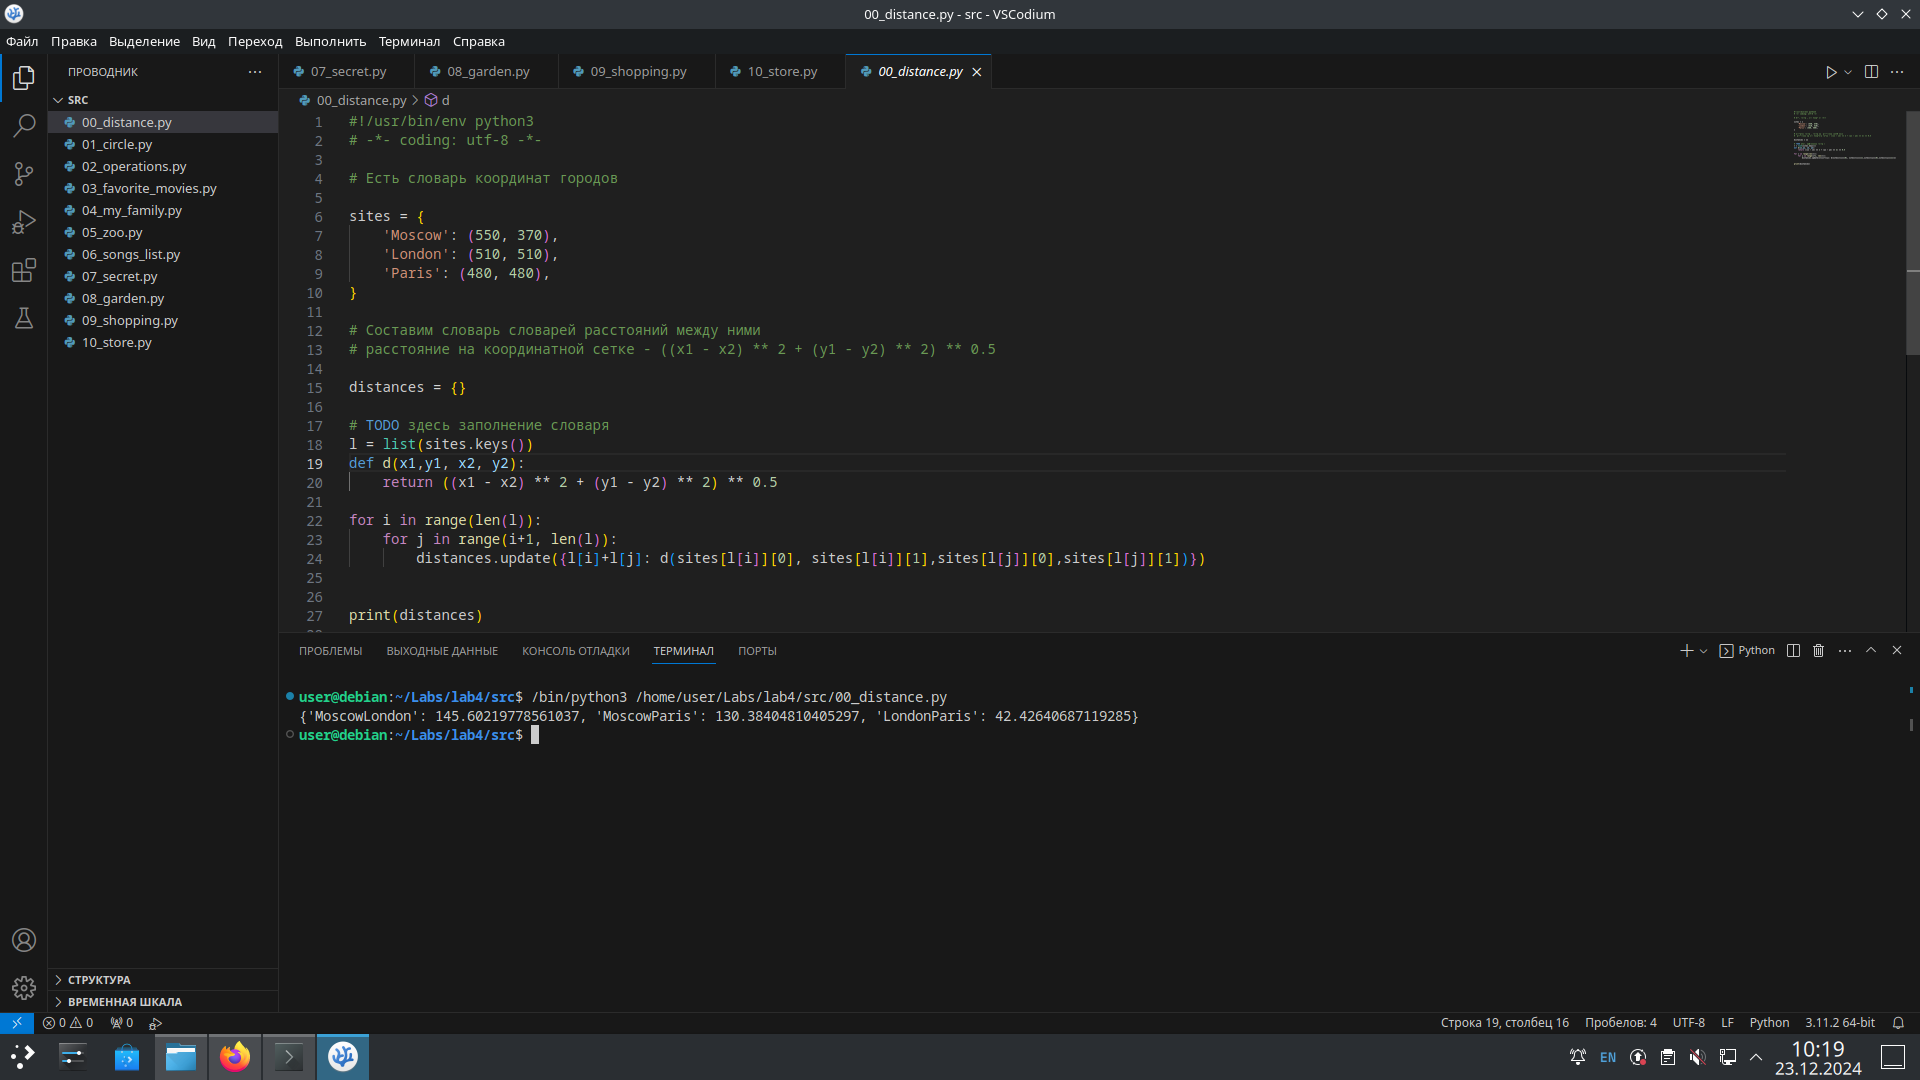 00_distance.py - src - VSCodium
Файл Правка Выделение Вид Переход Выполнить Терминал Справка
ПРОВОДНИК
SRC
00_distance.py
01_circle.py
02_operations.py
03_favorite_movies.py
04_my_family.py
05_zoo.py
06_songs_list.py
07_secret.py
08_garden.py
09_shopping.py
10_store.py
СТРУКТУРА
ВРЕМЕННАЯ ШКАЛА
07_secret.py 08_garden.py 09_shopping.py 10_store.py 00_distance.py
00_distance.py > d
1 #!/usr/bin/env python3
2 # -*- coding: utf-8 -*-
3
4 # Есть словарь координат городов
5
6 sites = {
7 'Moscow': (550, 370),
8 'London': (510, 510),
9 'Paris': (480, 480),
10 }
11
12 # Составим словарь словарей расстояний между ними
13 # расстояние на координатной сетке - ((x1 - x2) ** 2 + (y1 - y2) ** 2) ** 0.5
14
15 distances = {}
16
17 # TODO здесь заполнение словаря
18 l = list(sites.keys())
19 def d(x1,y1, x2, y2):
20 return ((x1 - x2) ** 2 + (y1 - y2) ** 2) ** 0.5
21
22 for i in range(len(l)):
23 for j in range(i+1, len(l)):
24 distances.update({l[i]+l[j]: d(sites[l[i]][0], sites[l[i]][1],sites[l[j]][0],sites[l[j]][1])})
25
26
27 print(distances)
ПРОБЛЕМЫ ВЫХОДНЫЕ ДАННЫЕ КОНСОЛЬ ОТЛАДКИ ТЕРМИНАЛ ПОРТЫ
Python
user@debian:~/Labs/lab4/src$ /bin/python3 /home/user/Labs/lab4/src/00_distance.py
{'MoscowLondon': 145.60219778561037, 'MoscowParis': 130.38404810405297, 'LondonParis': 42.42640687119285}
user@debian:~/Labs/lab4/src$
0 0 0
Строка 19, столбец 16 Пробелов: 4 UTF-8 LF Python 3.11.2 64-bit
EN
10:19
23.12.2024